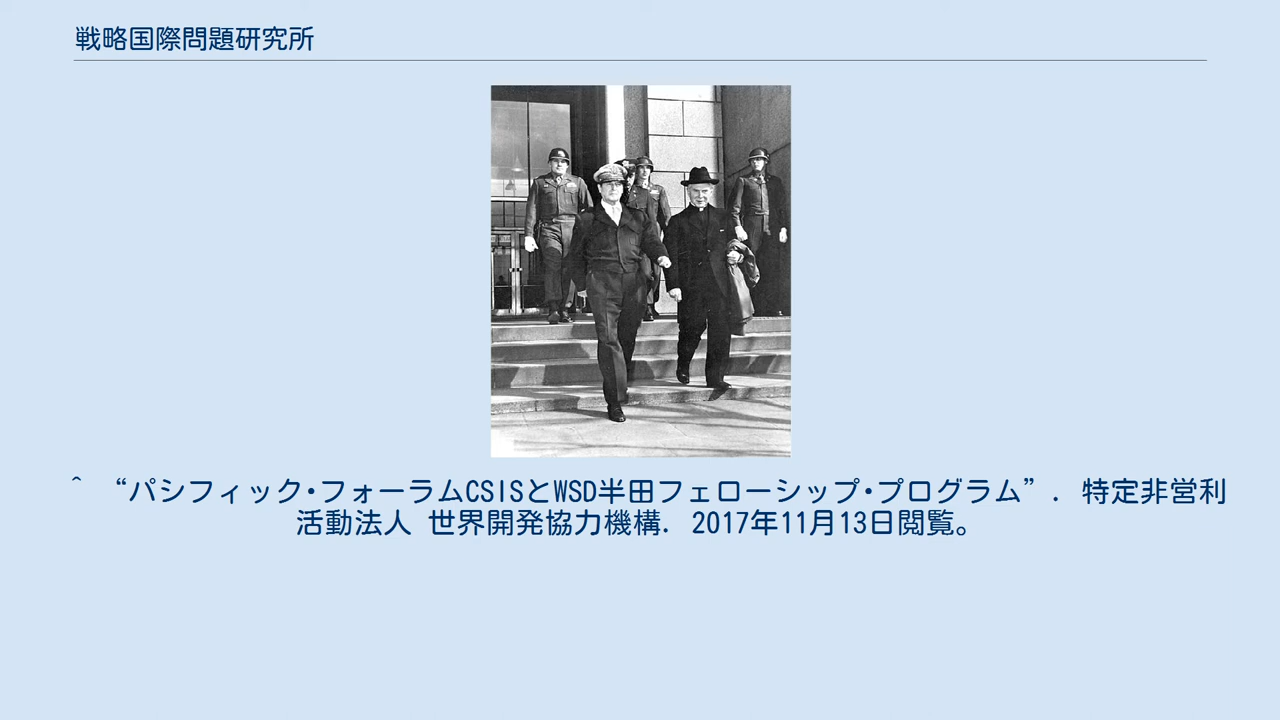 戦略国際問題研究所
^ “パシフィック・フォーラムCSISとWSD半田フェローシップ・プログラム”. 特定非営利
活動法人 世界開発協力機構. 2017年11月13日閲覧。